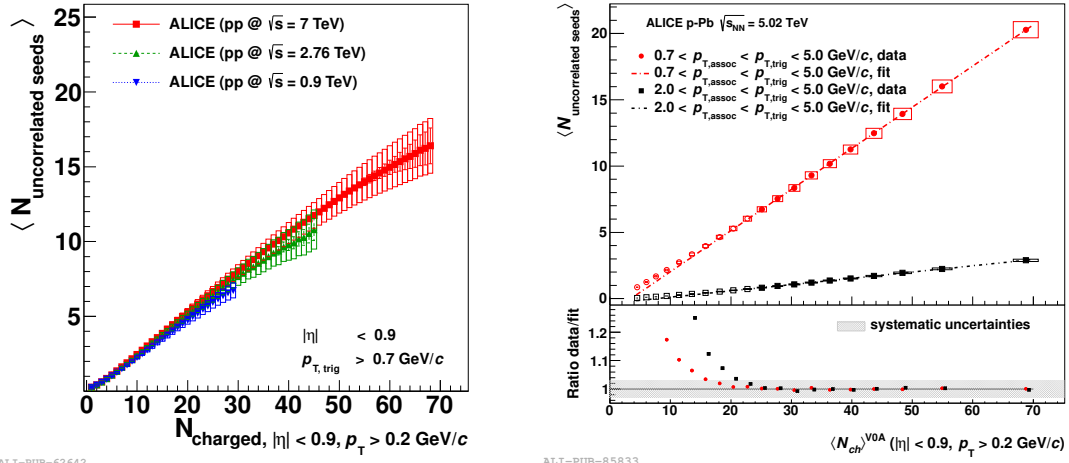 ⟨ N_uncorrelated seeds ⟩
25
20
15
10
5
ALICE (pp @ √s = 7 TeV)
ALICE (pp @ √s = 2.76 TeV)
ALICE (pp @ √s = 0.9 TeV)
|η| < 0.9
p_T, trig > 0.7 GeV/c
0 10 20 30 40 50 60 70
N_charged, |η| < 0.9, p_T > 0.2 GeV/c
ALI-PUB-62642
⟨N_uncorrelated seeds⟩
20
15
10
5
0
ALICE p-Pb √s_NN = 5.02 TeV
0.7 < p_T,assoc < p_T,trig < 5.0 GeV/c, data
0.7 < p_T,assoc < p_T,trig < 5.0 GeV/c, fit
2.0 < p_T,assoc < p_T,trig < 5.0 GeV/c, data
2.0 < p_T,assoc < p_T,trig < 5.0 GeV/c, fit
Ratio data/fit
1.2
1.1
1
systematic uncertainties
0 10 20 30 40 50 60 70
⟨N_ch⟩^V0A (|η| < 0.9, p_T > 0.2 GeV/c)
ALI-PUB-85833